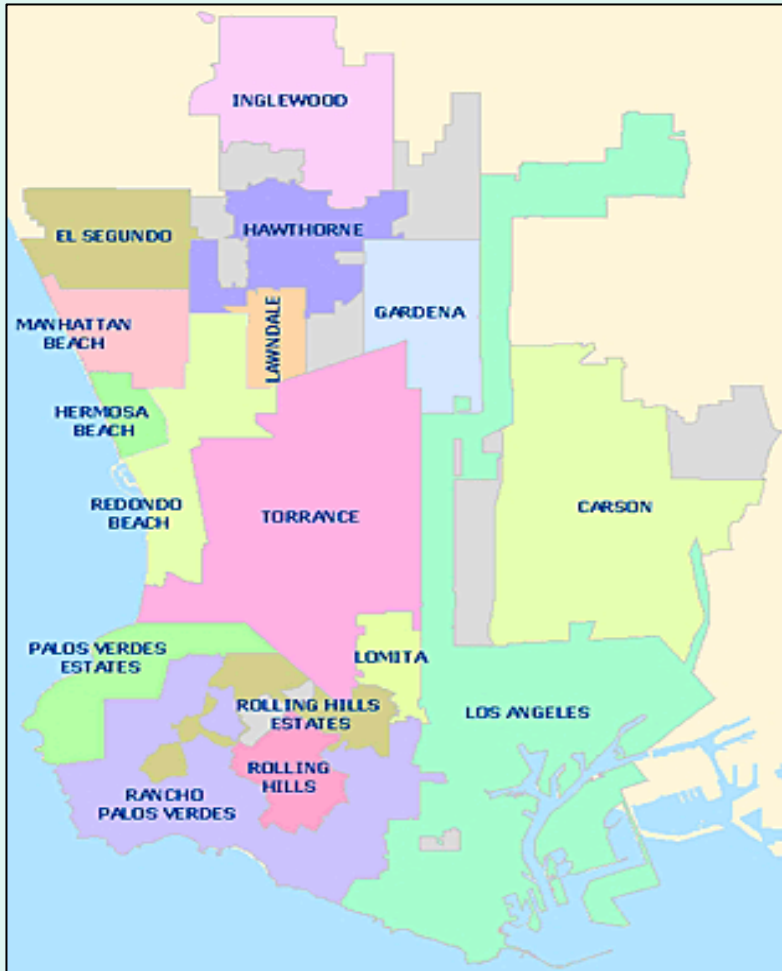 INGLEWOOD
EL SEGUNDO
HAWTHORNE
MANHATTAN
BEACH
LAWNDALE
GARDENA
HERMOSA
BEACH
REDONDO
BEACH
TORRANCE
CARSON
PALOS VERDES
ESTATES
LOMITA
ROLLING HILLS
ESTATES
LOS ANGELES
ROLLING
HILLS
RANCHO
PALOS VERDES